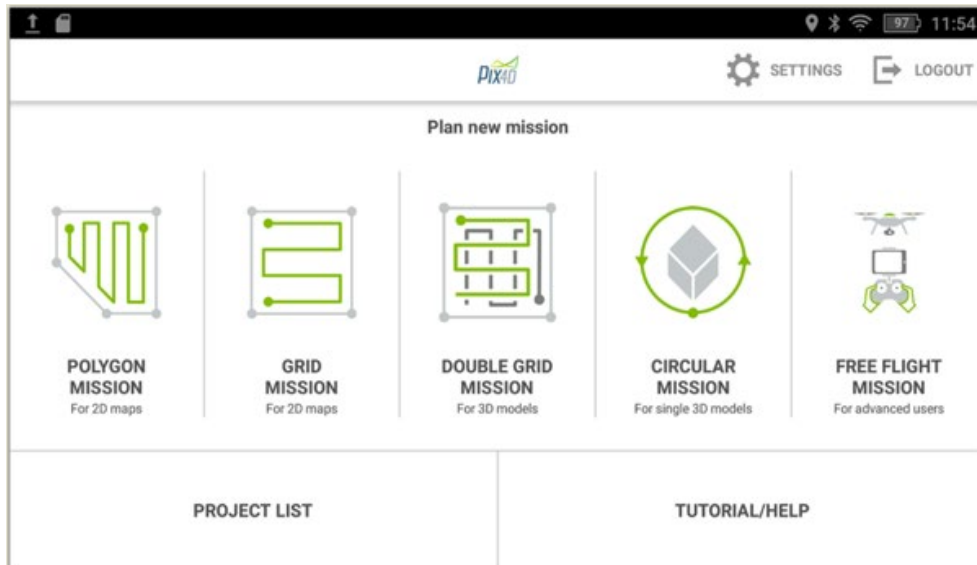 97 11:54
PIX4D SETTINGS LOGOUT
Plan new mission
POLYGON
MISSION
For 2D maps
GRID
MISSION
For 2D maps
DOUBLE GRID
MISSION
For 3D models
CIRCULAR
MISSION
For single 3D models
FREE FLIGHT
MISSION
For advanced users
PROJECT LIST
TUTORIAL/HELP